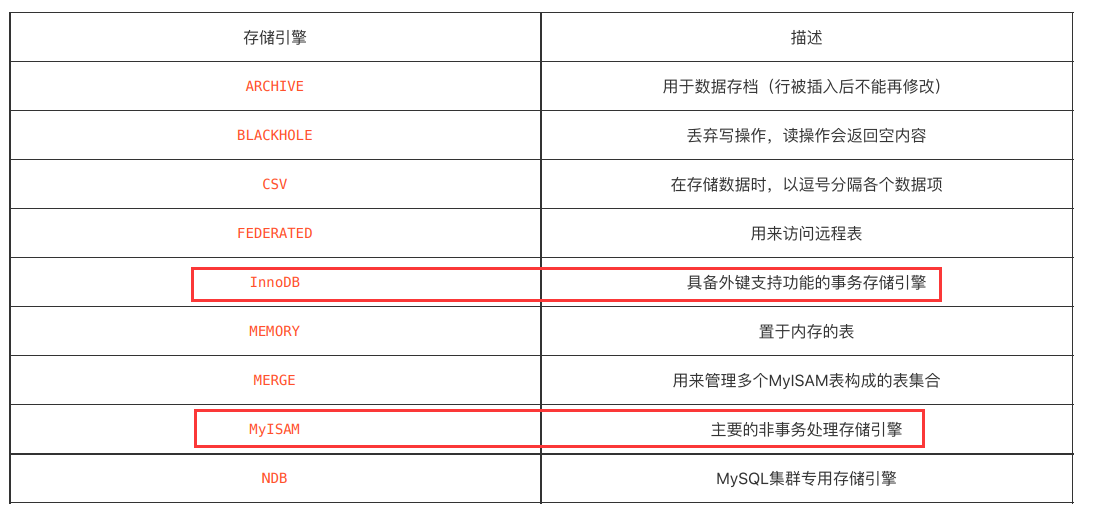 存储引擎 描述
ARCHIVE 用于数据存档（行被插入后不能再修改）
BLACKHOLE 丢弃写操作，读操作会返回空内容
CSV 在存储数据时，以逗号分隔各个数据项
FEDERATED 用来访问远程表
InnoDB 具备外键支持功能的事务存储引擎
MEMORY 置于内存的表
MERGE 用来管理多个MyISAM表构成的表集合
MyISAM 主要的非事务处理存储引擎
NDB MySQL集群专用存储引擎